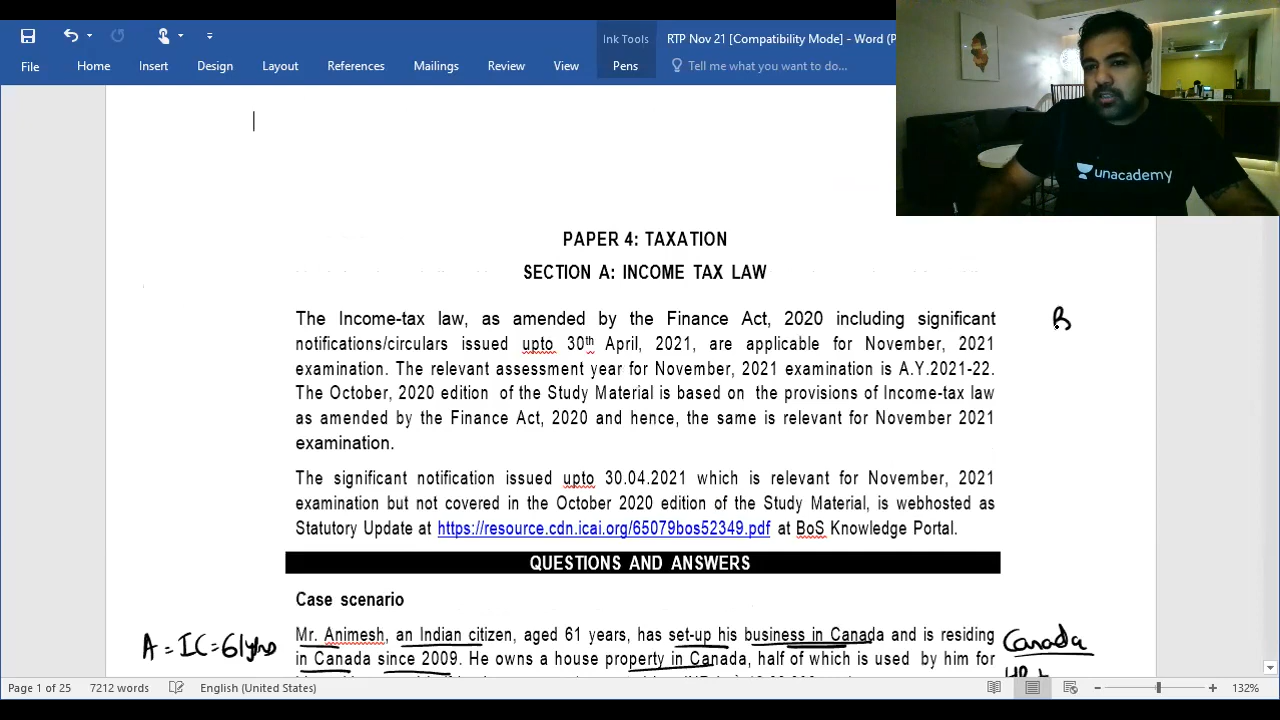 Ink Tools
RTP Nov 21 [Compatibility Mode] - Word (P
File Home Insert Design Layout References Mailings Review View Pens Tell me what you want to do...
unacademy
PAPER 4: TAXATION
SECTION A: INCOME TAX LAW
The Income-tax law, as amended by the Finance Act, 2020 including significant
notifications/circulars issued upto 30th April, 2021, are applicable for November, 2021
examination. The relevant assessment year for November, 2021 examination is A.Y.2021-22.
The October, 2020 edition of the Study Material is based on the provisions of Income-tax law
as amended by the Finance Act, 2020 and hence, the same is relevant for November 2021
examination.
B
The significant notification issued upto 30.04.2021 which is relevant for November, 2021
examination but not covered in the October 2020 edition of the Study Material, is webhosted as
Statutory Update at https://resource.cdn.icai.org/65079bos52349.pdf at BoS Knowledge Portal.
QUESTIONS AND ANSWERS
Case scenario
A = IC = 61
Mr. Animesh, an Indian citizen, aged 61 years, has set-up his business in Canada and is residing
in Canada since 2009. He owns a house property in Canada, half of which is used by him for
Canada
Page 1 of 25 7212 words English (United States) 132%